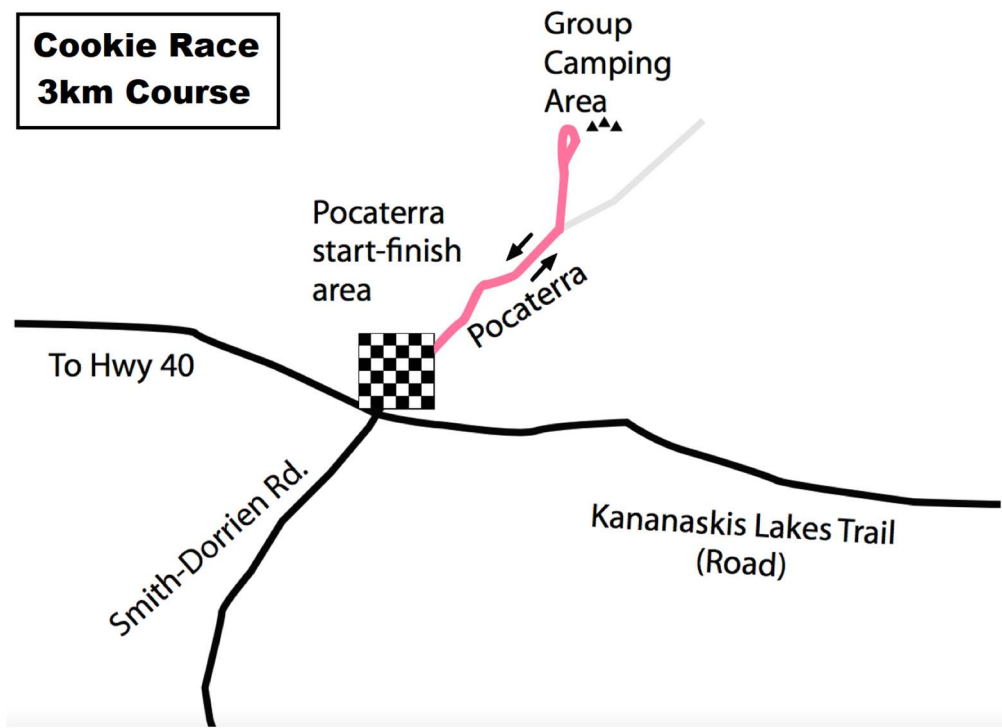 Cookie Race
3km Course
Group
Camping
Area
Pocaterra
start-finish
area
Pocaterra
To Hwy 40
Smith-Dorrien Rd.
Kananaskis Lakes Trail
(Road)